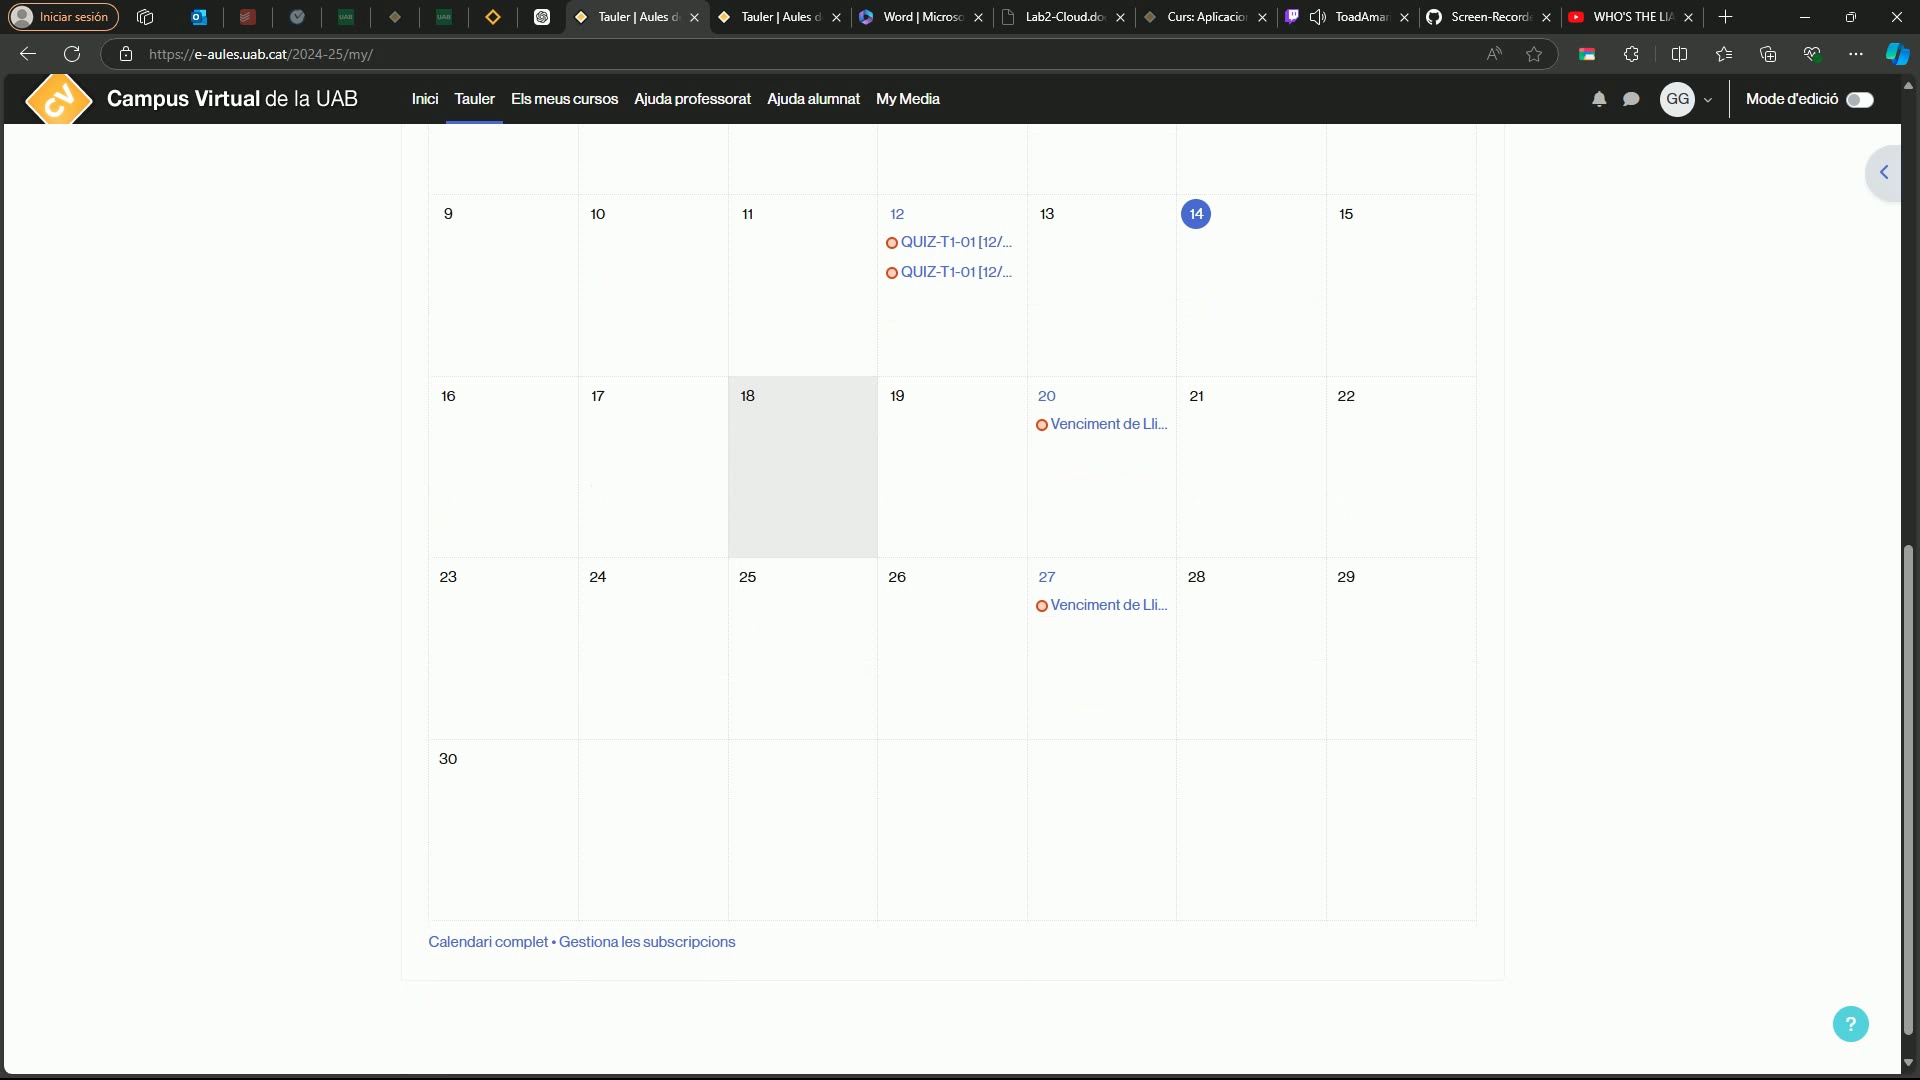 Iniciar sesión
UAB
UAB
Tauler | Aules d
Tauler | Aules d
Word | Microso
Lab2-Cloud.do
Curs: Aplicacior
ToadAmar
Screen-Recorde
WHO'S THE LIA
https://e-aules.uab.cat/2024-25/my/
CV
Campus Virtual de la UAB
Inici
Tauler
Els meus cursos
Ajuda professorat
Ajuda alumnat
My Media
GG
Mode d'edició
9
10
11
12
13
14
15
QUIZ-T1-01 [12/...
QUIZ-T1-01 [12/...
16
17
18
19
20
21
22
Venciment de Lli...
23
24
25
26
27
28
29
Venciment de Lli...
30
Calendari complet • Gestiona les subscripcions
?